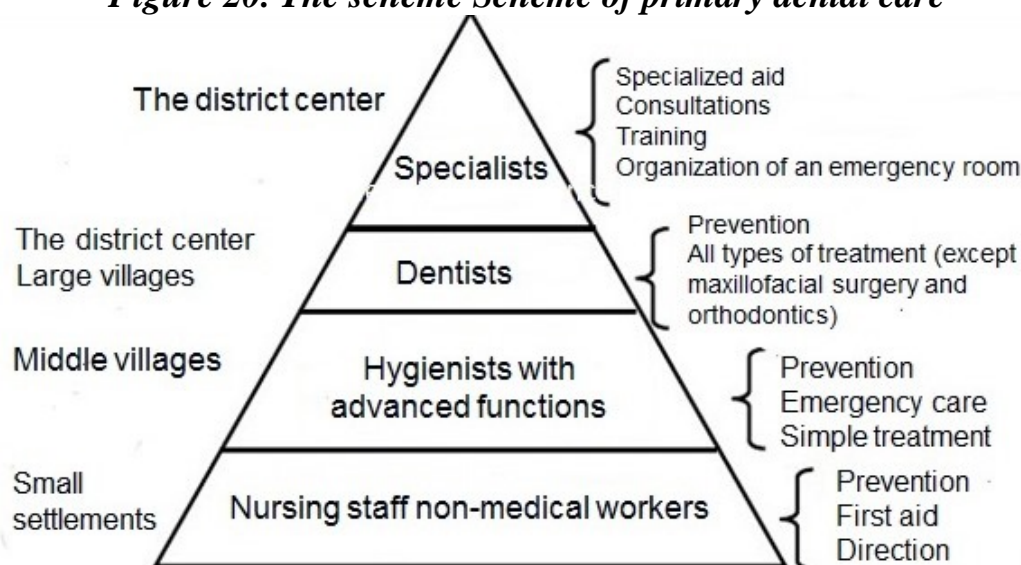 Figure 20. The scheme Scheme of primary dental care
The district center
Specialists
Specialized aid
Consultations
Training
Organization of an emergency room
The district center
Large villages
Dentists
Prevention
All types of treatment (except
maxillofacial surgery and
orthodontics)
Middle villages
Hygienists with
advanced functions
Prevention
Emergency care
Simple treatment
Small
settlements
Nursing staff non-medical workers
Prevention
First aid
Direction